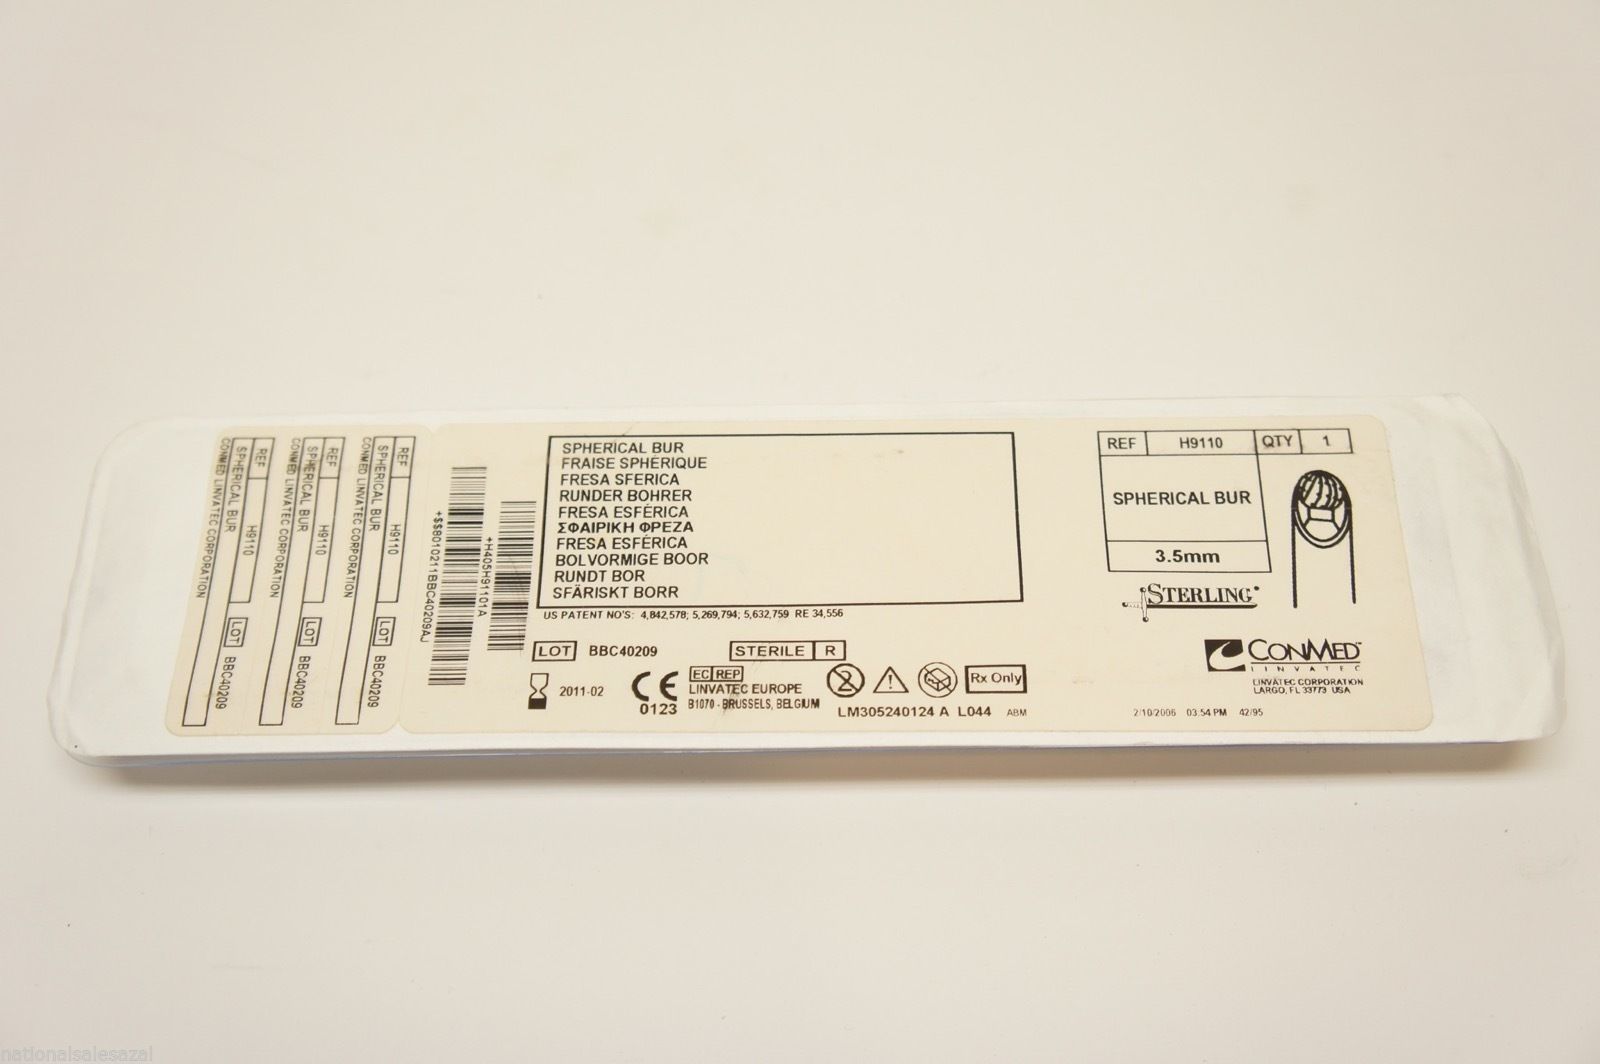 REF H9110 LOT BBC40209
SPHERICAL BUR
CONMED LINVATEC CORPORATION
REF H9110 LOT BBC40209
SPHERICAL BUR
CONMED LINVATEC CORPORATION
REF H9110 LOT BBC40209
SPHERICAL BUR
CONMED LINVATEC CORPORATION
+H405H91101A
+$$8010211BBC40209AJ
SPHERICAL BUR
FRAISE SPHÉRIQUE
FRESA SFERICA
RUNDER BOHRER
FRESA ESFÉRICA
ΣΦΑΙΡΙΚΗ ΦΡΕΖΑ
FRESA ESFÉRICA
BOLVORMIGE BOOR
RUNDT BOR
SFÄRISKT BORR
US PATENT NO'S: 4,842,578; 5,269,794; 5,632,759 RE 34,556
LOT BBC40209 STERILE R
2011-02
CE
0123
EC REP
LINVATEC EUROPE
B1070 - BRUSSELS, BELGIUM
2
Rx Only
LM305240124 A L044 ABM
REF H9110 QTY 1
SPHERICAL BUR
3.5mm
STERLING
CONMED™
LINVATEC
LINVATEC CORPORATION
LARGO, FL 33773 USA
2/10/2006 03:54 PM 42/95
nationalsalesazal